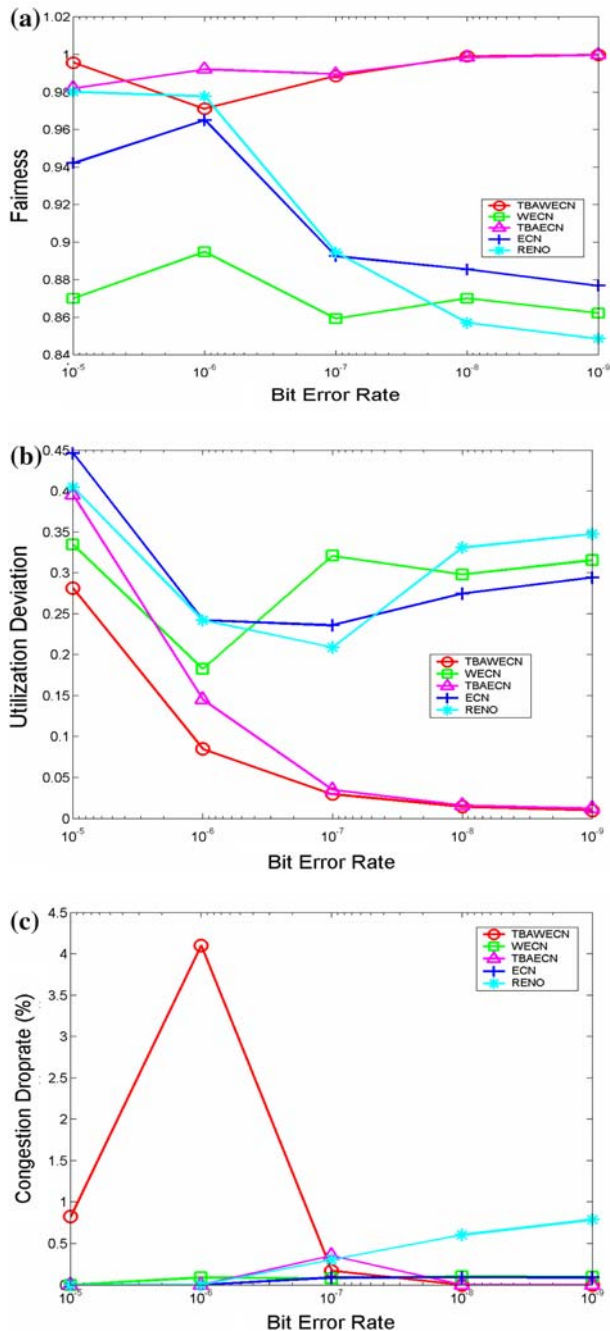 (a)
1.02
1
0.98
0.96
0.94
0.92
0.9
0.88
0.86
0.84
Fairness
TBAWECN
WECN
TBAECN
ECN
RENO
10-5
10-6
10-7
10-8
10-9
Bit Error Rate
(b)
0.45
0.4
0.35
0.3
0.25
0.2
0.15
0.1
0.05
0
Utilization Deviation
TBAWECN
WECN
TBAECN
ECN
RENO
10-5
10-6
10-7
10-8
10-9
Bit Error Rate
(c)
4.5
4
3.5
3
2.5
2
1.5
1
0.5
0
Congestion Droprate (%)
TBAWECN
WECN
TBAECN
ECN
RENO
10-5
10-6
10-7
10-8
10-9
Bit Error Rate